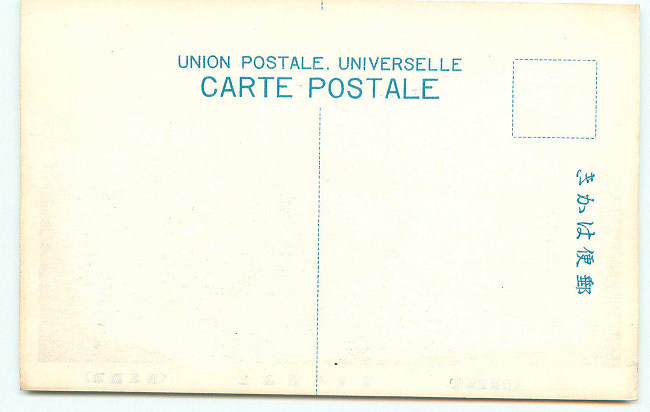 UNION POSTALE. UNIVERSELLE
CARTE POSTALE
郵便はかき